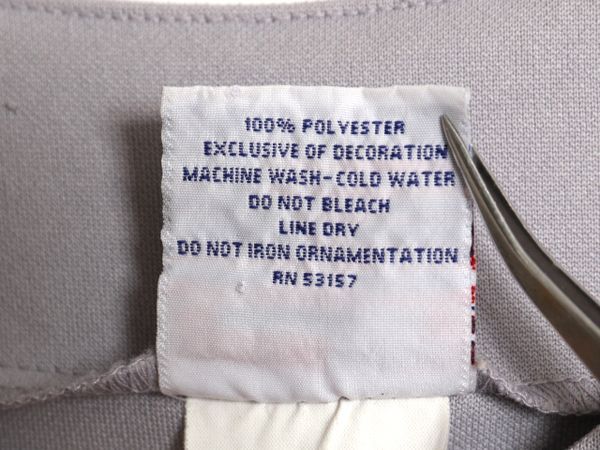 100% POLYESTER
EXCLUSIVE OF DECORATION
MACHINE WASH-COLD WATER
DO NOT BLEACH
LINE DRY
DO NOT IRON ORNAMENTATION
RN 53157